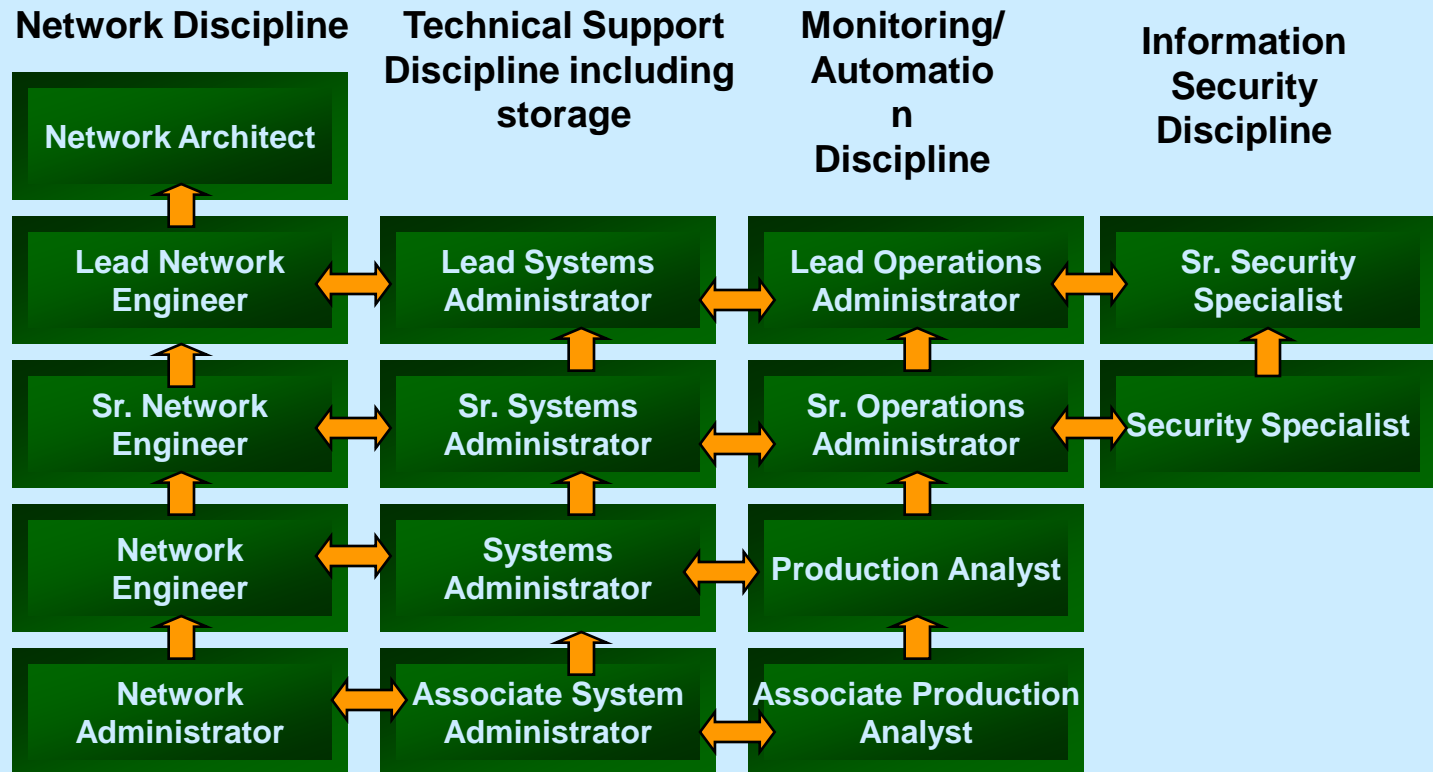 Network Discipline
Technical Support
Discipline including
storage
Monitoring/
Automatio
n
Discipline
Information
Security
Discipline
Network Architect
Lead Network
Engineer
Lead Systems
Administrator
Lead Operations
Administrator
Sr. Security
Specialist
Sr. Network
Engineer
Sr. Systems
Administrator
Sr. Operations
Administrator
Security Specialist
Network
Engineer
Systems
Administrator
Production Analyst
Network
Administrator
Associate System
Administrator
Associate Production
Analyst